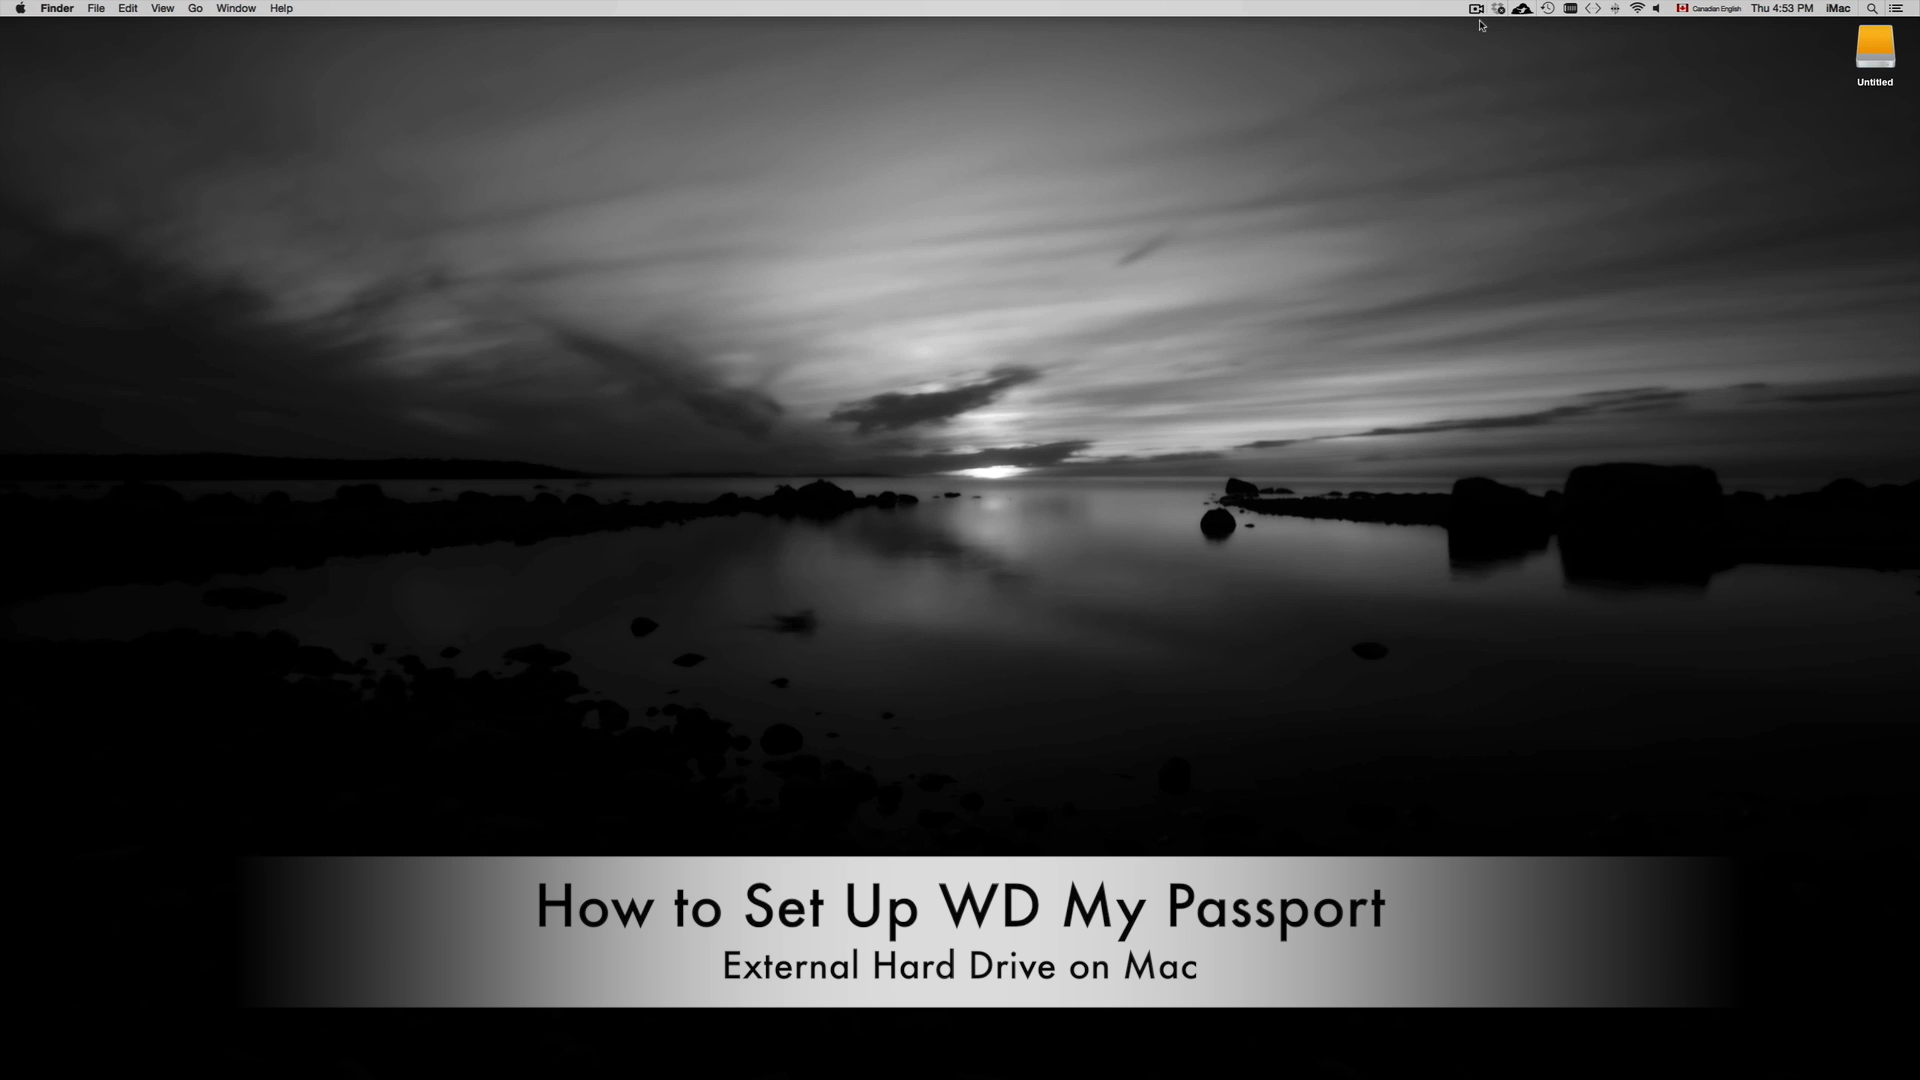 Finder File Edit View Go Window Help Canadian English Thu 4:53 PM iMac
Untitled
How to Set Up WD My Passport
External Hard Drive on Mac